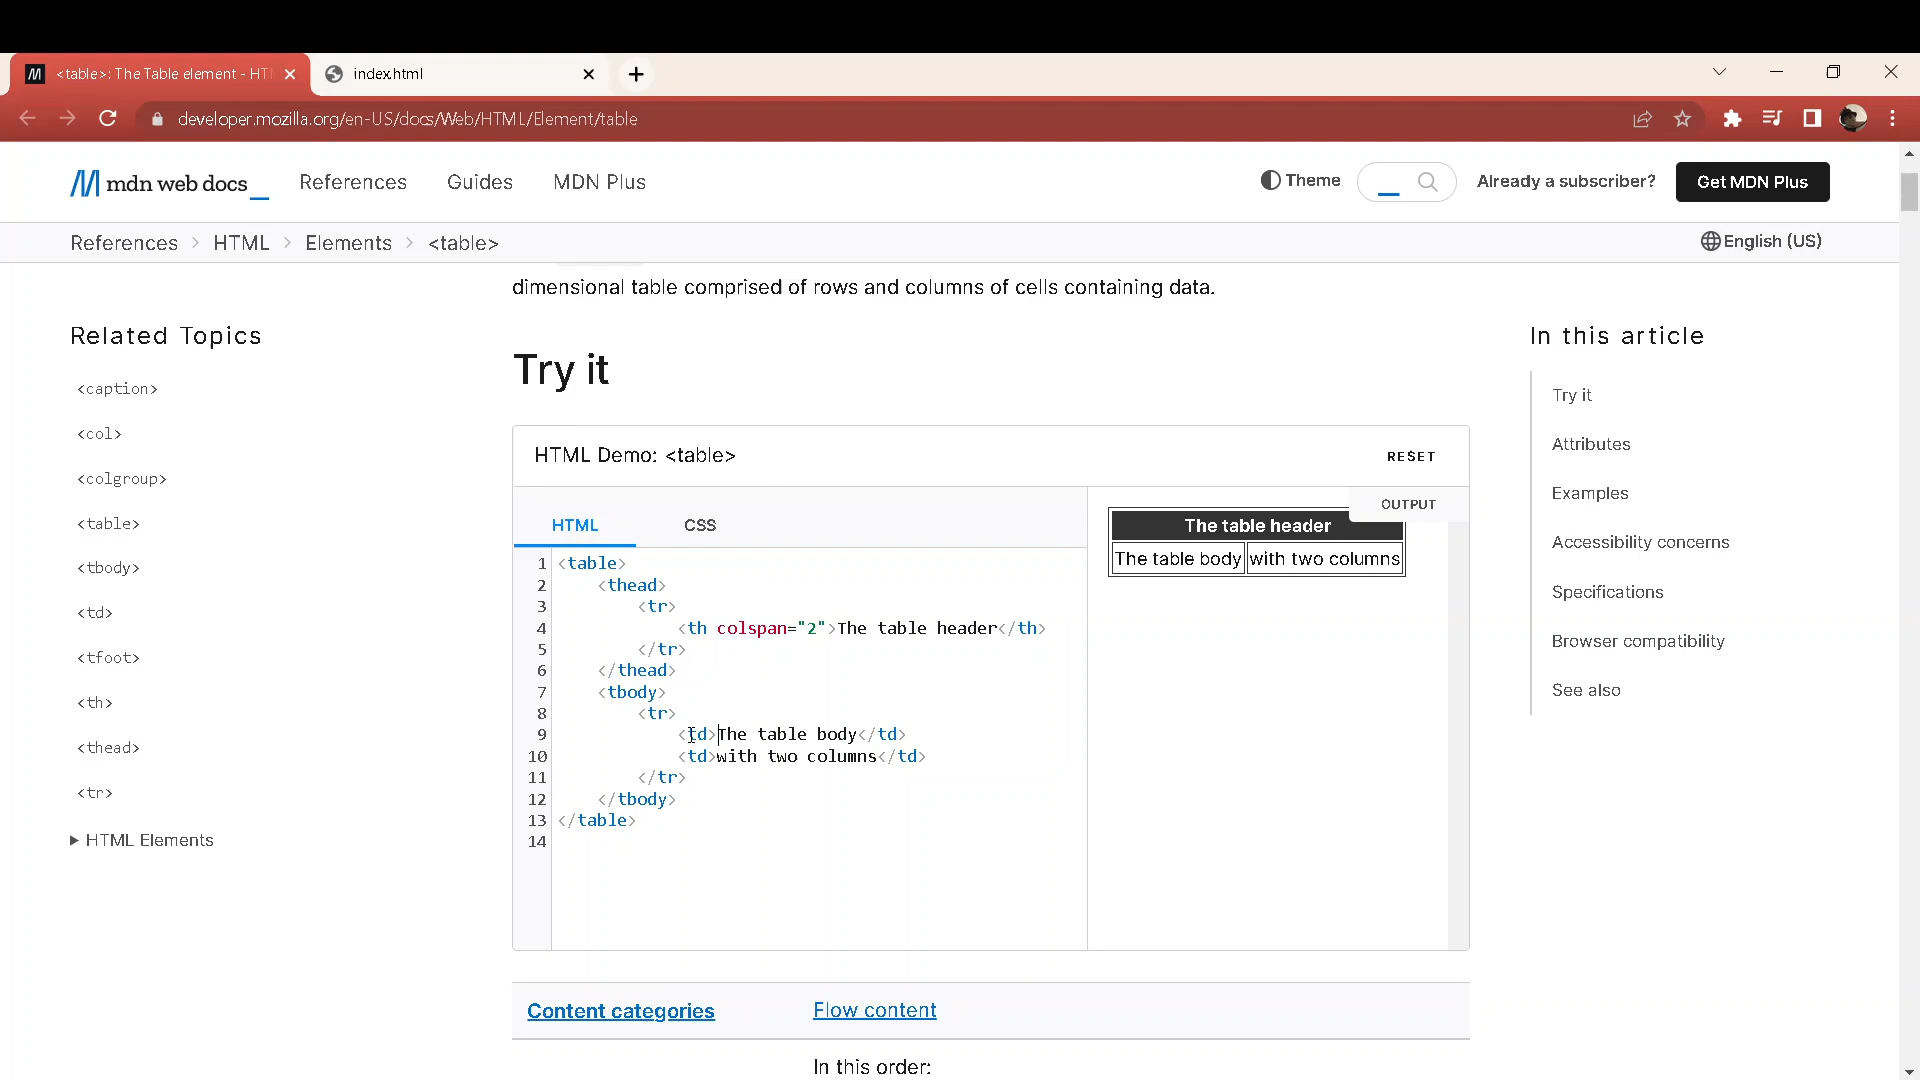 <table>: The Table element - HT
index.html
developer.mozilla.org/en-US/docs/Web/HTML/Element/table
mdn web docs_
References
Guides
MDN Plus
Theme
Already a subscriber?
Get MDN Plus
References > HTML > Elements > <table>
English (US)
dimensional table comprised of rows and columns of cells containing data.
Related Topics
<caption>
<col>
<colgroup>
<table>
<tbody>
<td>
<tfoot>
<th>
<thead>
<tr>
HTML Elements
Try it
HTML Demo: <table>
RESET
HTML
CSS
1 <table>
2 <thead>
3 <tr>
4 <th colspan="2">The table header</th>
5 </tr>
6 </thead>
7 <tbody>
8 <tr>
9 <td>The table body</td>
10 <td>with two columns</td>
11 </tr>
12 </tbody>
13 </table>
14
OUTPUT
The table header
The table body with two columns
Content categories
Flow content
In this order:
In this article
Try it
Attributes
Examples
Accessibility concerns
Specifications
Browser compatibility
See also